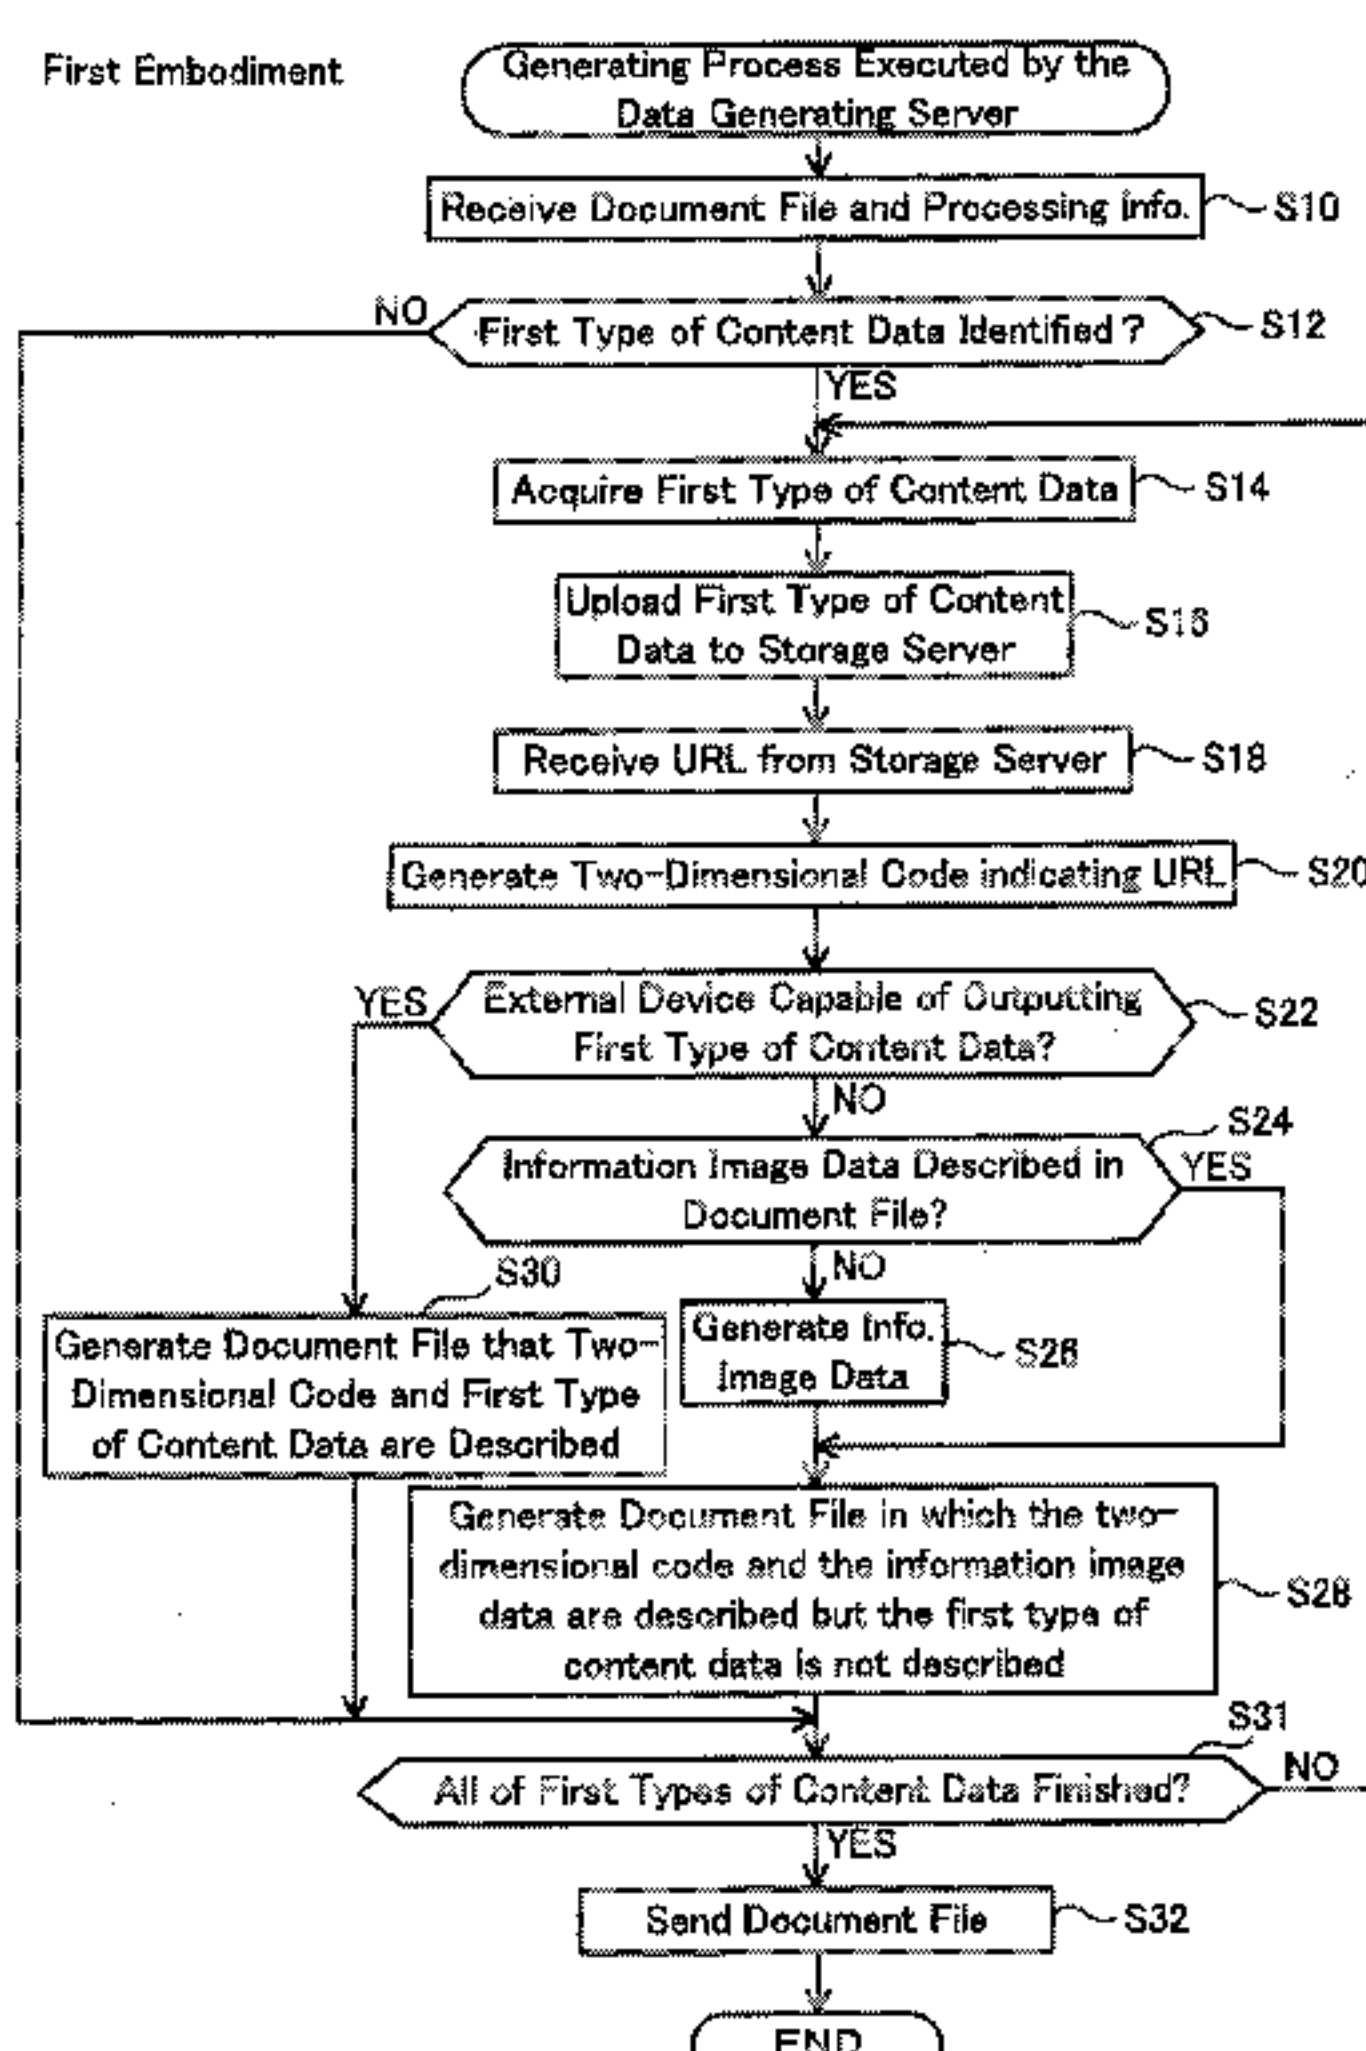 First Embodiment
Generating Process Executed by the
Data Generating Server
Receive Document File and Processing info.
S10
NO
First Type of Content Data Identified ?
S12
YES
Acquire First Type of Content Data
S14
Upload First Type of Content
Data to Storage Server
S16
Receive URL from Storage Server
S18
Generate Two-Dimensional Code indicating URL
S20
YES
External Device Capable of Outputting
First Type of Content Data?
S22
NO
S24
Information Image Data Described in
Document File?
YES
NO
S30
Generate Document File that Two-
Dimensional Code and First Type
of Content Data are Described
Generate Info.
Image Data
S26
Generate Document File in which the two-
dimensional code and the information image
data are described but the first type of
content data is not described
S28
S31
All of First Types of Content Data Finished?
NO
YES
Send Document File
S32
END